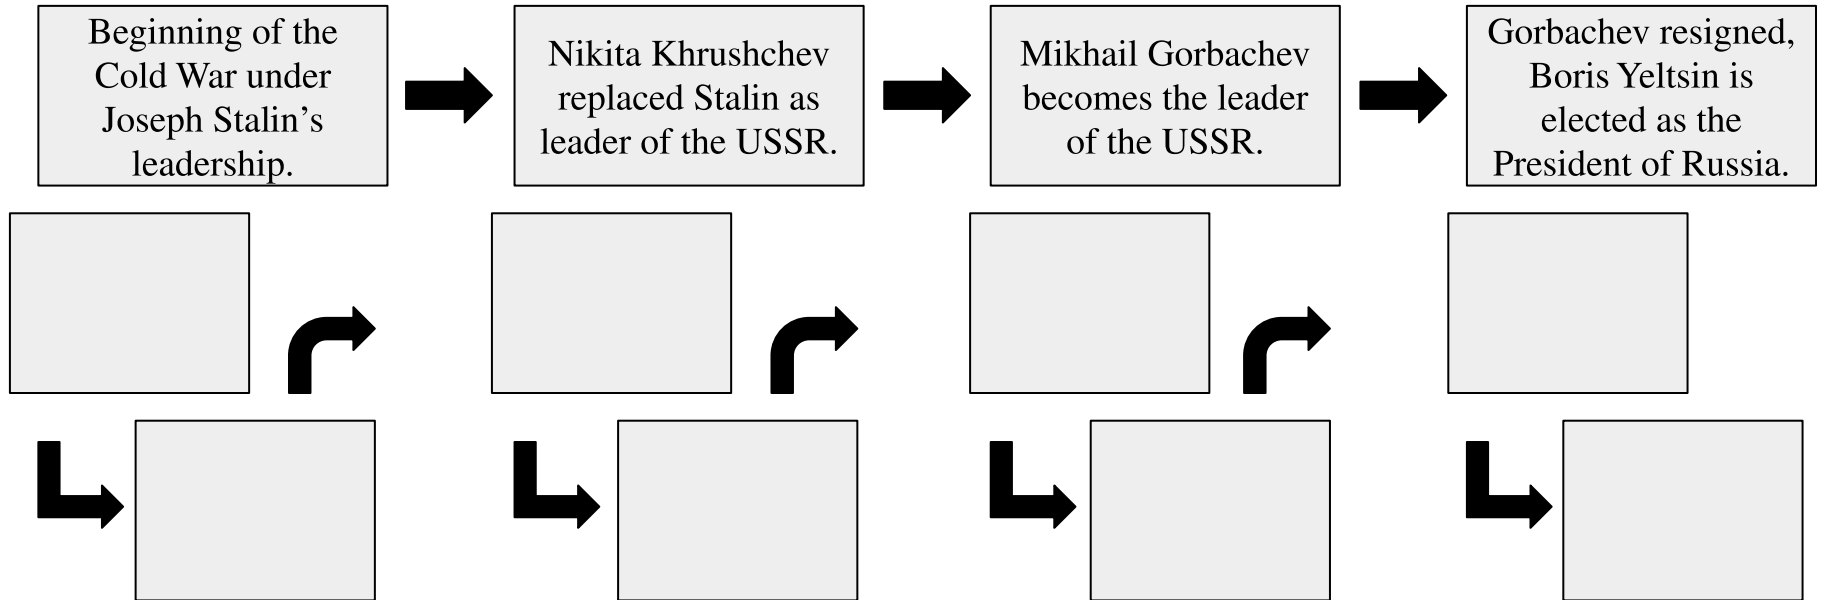 Beginning of the
Cold War under
Joseph Stalin’s
leadership.
Nikita Khrushchev
replaced Stalin as
leader of the USSR.
Mikhail Gorbachev
becomes the leader
of the USSR.
Gorbachev resigned,
Boris Yeltsin is
elected as the
President of Russia.